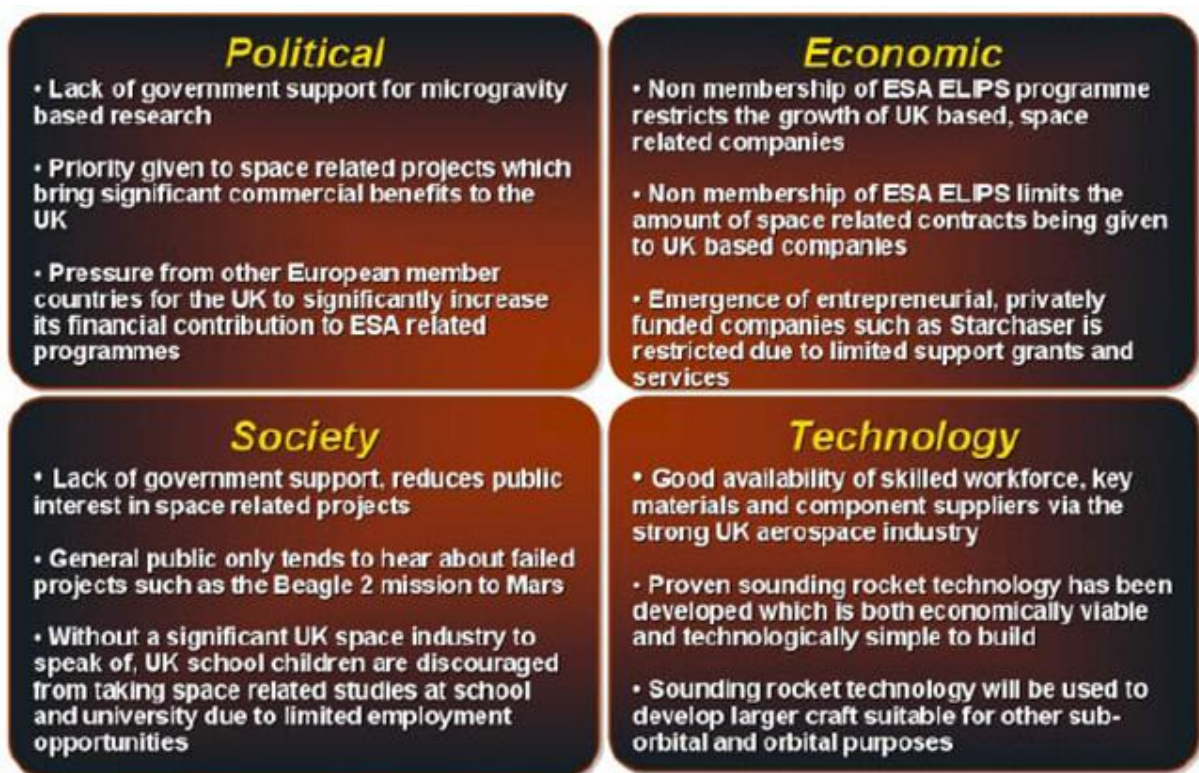 Political
• Lack of government support for microgravity
based research
• Priority given to space related projects which
bring significant commercial benefits to the
UK
• Pressure from other European member
countries for the UK to significantly increase
its financial contribution to ESA related
programmes
Economic
• Non membership of ESA ELIPS programme
restricts the growth of UK based, space
related companies
• Non membership of ESA ELIPS limits the
amount of space related contracts being given
to UK based companies
• Emergence of entrepreneurial, privately
funded companies such as Starchaser is
restricted due to limited support grants and
services
Society
• Lack of government support, reduces public
interest in space related projects
• General public only tends to hear about failed
projects such as the Beagle 2 mission to Mars
• Without a significant UK space industry to
speak of, UK school children are discouraged
from taking space related studies at school
and university due to limited employment
opportunities
Technology
• Good availability of skilled workforce, key
materials and component suppliers via the
strong UK aerospace industry
• Proven sounding rocket technology has been
developed which is both economically viable
and technologically simple to build
• Sounding rocket technology will be used to
develop larger craft suitable for other sub-
orbital and orbital purposes